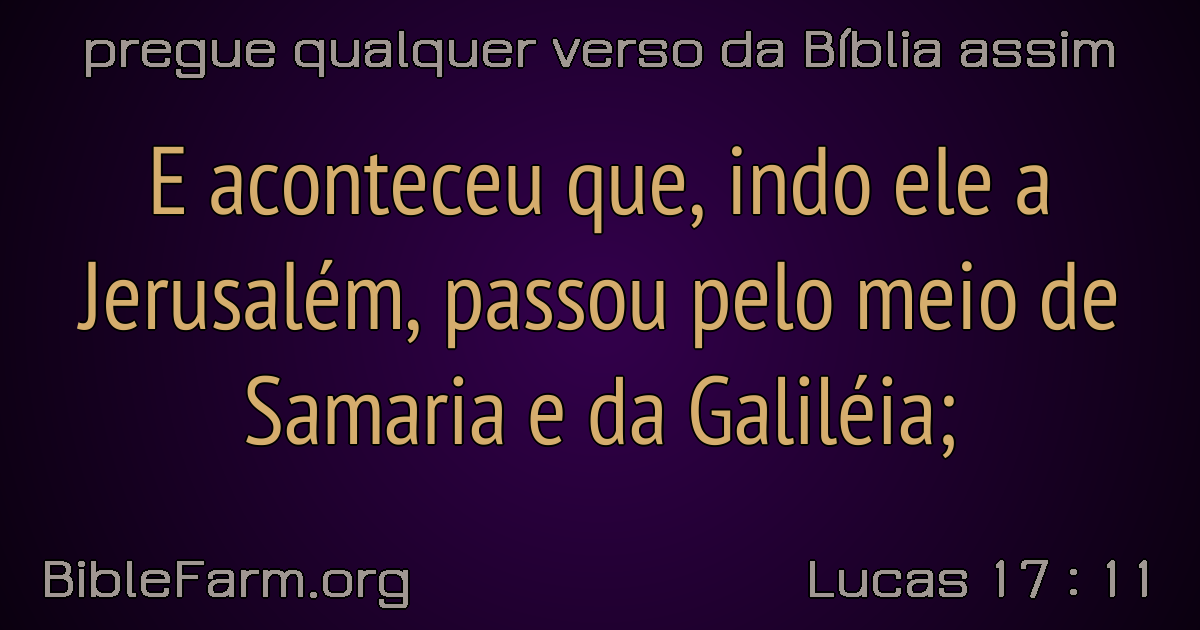 pregue qualquer verso da Bíblia assim
E aconteceu que, indo ele a
Jerusalém, passou pelo meio de
Samaria e da Galiléia;
BibleFarm.org
Lucas 17 : 11